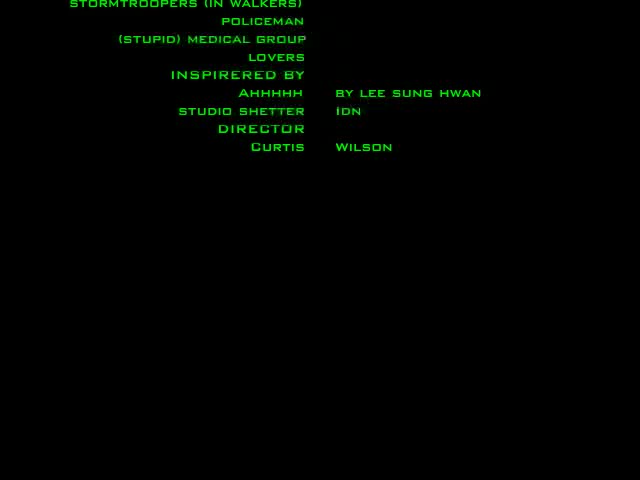 STORMTROOPERS (IN WALKERS)
POLICEMAN
(STUPID) MEDICAL GROUP
LOVERS
INSPIRERED BY
AHHHHH BY LEE SUNG HWAN
STUDIO SHETTER IDN
DIRECTOR
CURTIS WILSON